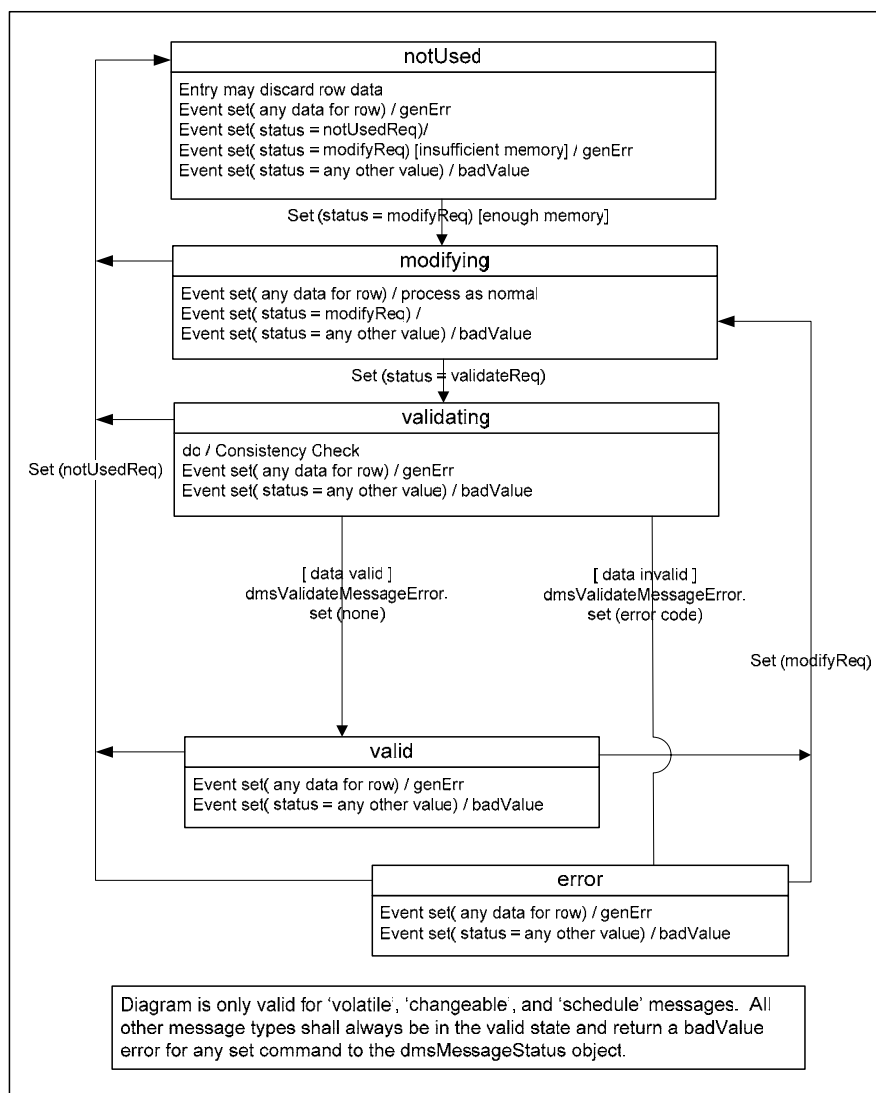 notUsed
Entry may discard row data
Event set( any data for row) / genErr
Event set( status = notUsedReq)/
Event set( status = modifyReq) [insufficient memory] / genErr
Event set( status = any other value) / badValue
Set (status = modifyReq) [enough memory]
modifying
Event set( any data for row) / process as normal
Event set( status = modifyReq) /
Event set( status = any other value) / badValue
Set (status = validateReq)
validating
do / Consistency Check
Event set( any data for row) / genErr
Event set( status = any other value) / badValue
Set (notUsedReq)
[ data valid ]
dmsValidateMessageError.
set (none)
[ data invalid ]
dmsValidateMessageError.
set (error code)
Set (modifyReq)
valid
Event set( any data for row) / genErr
Event set( status = any other value) / badValue
error
Event set( any data for row) / genErr
Event set( status = any other value) / badValue
Diagram is only valid for 'volatile', 'changeable', and 'schedule' messages. All
other message types shall always be in the valid state and return a badValue
error for any set command to the dmsMessageStatus object.